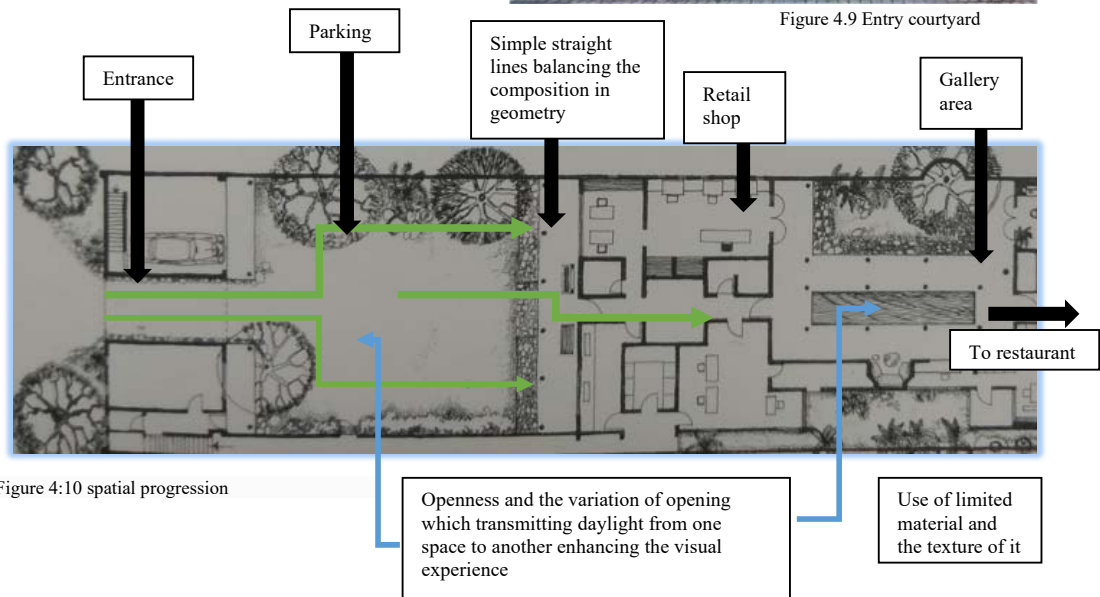 Figure 4.9 Entry courtyard
Parking
Simple straight
lines balancing the
composition in
geometry
Entrance
Retail
shop
Gallery
area
To restaurant
Figure 4:10 spatial progression
Openness and the variation of opening
which transmitting daylight from one
space to another enhancing the visual
experience
Use of limited
material and
the texture of it